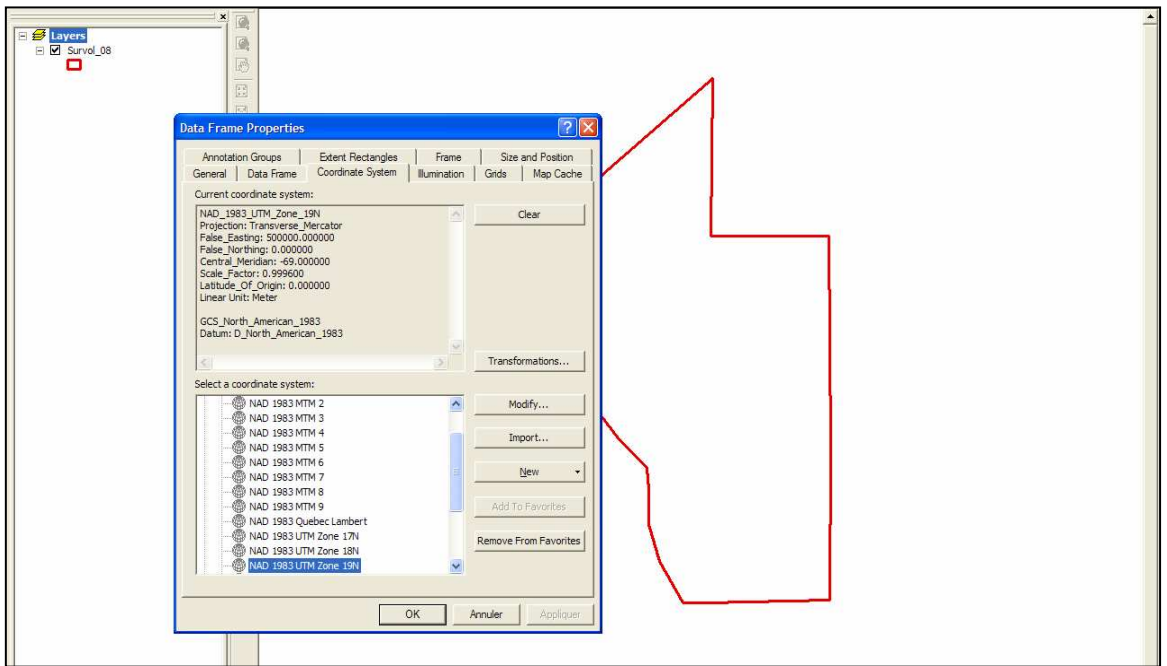 Layers
Survol_08
Data Frame Properties
Annotation Groups Extent Rectangles Frame Size and Position
General Data Frame Coordinate System Illumination Grids Map Cache
Current coordinate system:
NAD_1983_UTM_Zone_19N
Projection: Transverse_Mercator
False_Easting: 500000.000000
False_Northing: 0.000000
Central_Meridian: -69.000000
Scale_Factor: 0.999600
Latitude_Of_Origin: 0.000000
Linear Unit: Meter
GCS_North_American_1983
Datum: D_North_American_1983
Clear
Transformations...
Select a coordinate system:
NAD 1983 MTM 2
NAD 1983 MTM 3
NAD 1983 MTM 4
NAD 1983 MTM 5
NAD 1983 MTM 6
NAD 1983 MTM 7
NAD 1983 MTM 8
NAD 1983 MTM 9
NAD 1983 Quebec Lambert
NAD 1983 UTM Zone 17N
NAD 1983 UTM Zone 18N
NAD 1983 UTM Zone 19N
Modify...
Import...
New
Add To Favorites
Remove From Favorites
OK Annuler Appliquer